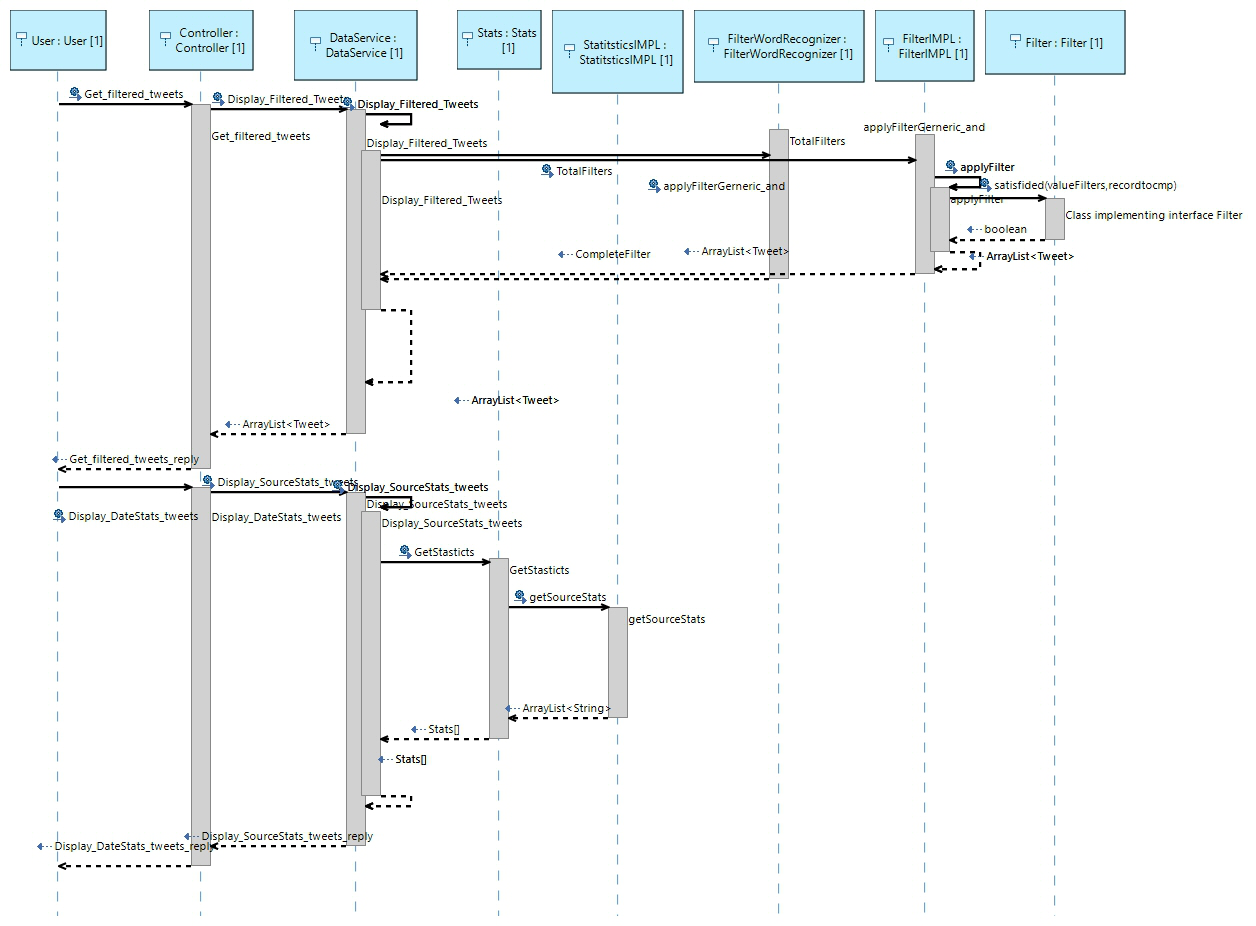 User : User [1]
Controller :
Controller [1]
DataService :
DataService [1]
Stats : Stats
[1]
StatitsticsIMPL :
StatitsticsIMPL [1]
FilterWordRecognizer :
FilterWordRecognizer [1]
FilterIMPL :
FilterIMPL [1]
Filter : Filter [1]
Get_filtered_tweets
Display_Filtered_Tweets
Display_Filtered_Tweets
applyFilterGerneric_and
Get_filtered_tweets
Display_Filtered_Tweets
TotalFilters
TotalFilters
applyFilter
applyFilterGerneric_and
satisfided(valueFilters,recordtocmp)
Display_Filtered_Tweets
applyFilter
Class implementing interface Filter
boolean
CompleteFilter
ArrayList<Tweet>
ArrayList<Tweet>
ArrayList<Tweet>
ArrayList<Tweet>
Get_filtered_tweets_reply
Display_SourceStats_tweets
Display_SourceStats_tweets
Display_SourceStats_tweets
Display_DateStats_tweets
Display_DateStats_tweets
Display_SourceStats_tweets
GetStasticts
GetStasticts
getSourceStats
getSourceStats
ArrayList<String>
Stats[]
Stats[]
Display_SourceStats_tweets_reply
Display_DateStats_tweets_reply